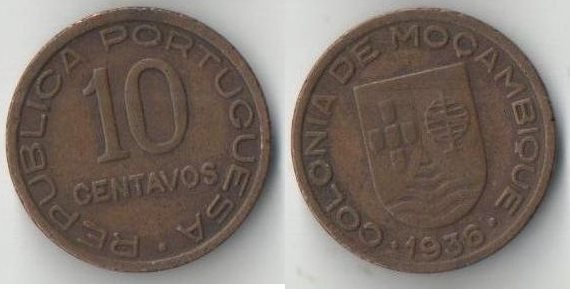 REPUBLICA PORTUGUESA ·
10
CENTAVOS
COLONIA DE MOÇAMBIQUE
· 1936 ·